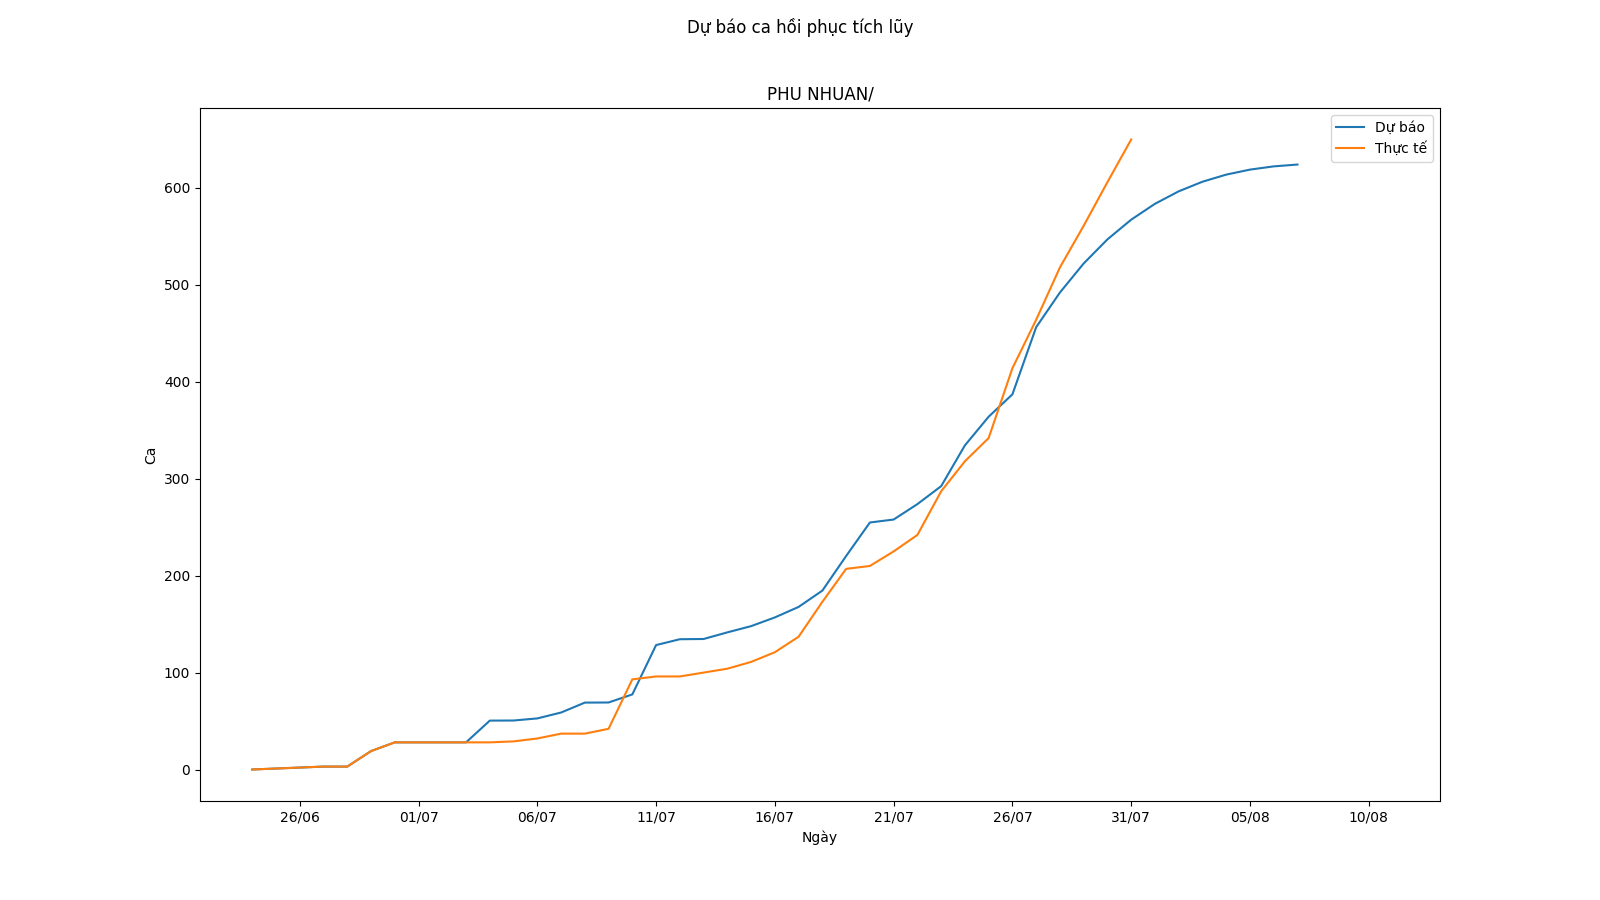 Dự báo ca hồi phục tích lũy
PHU NHUAN/
Dự báo
Thực tế
600
500
400
300
200
100
0
Ca
26/06 01/07 06/07 11/07 16/07 21/07 26/07 31/07 05/08 10/08
Ngày